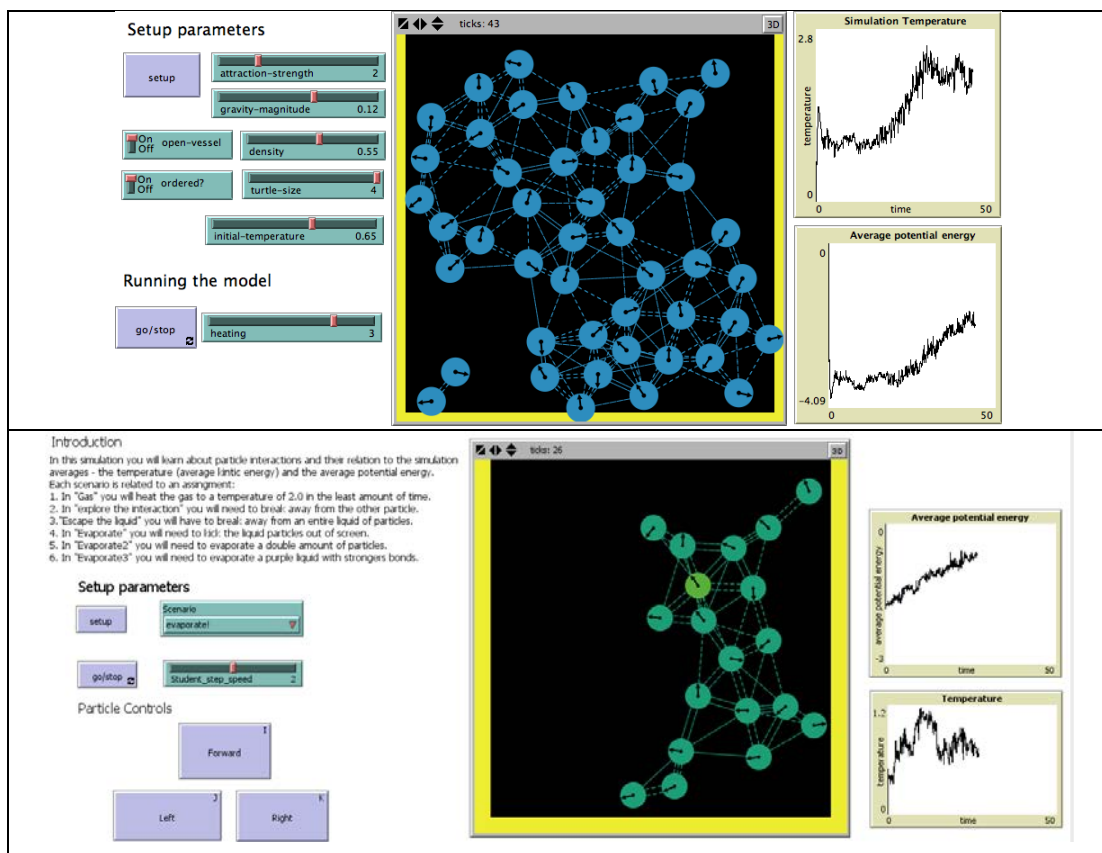 Setup parameters
setup
attraction-strength 2
gravity-magnitude 0.12
On
Off
open-vessel
density 0.55
On
Off
ordered?
turtle-size 4
initial-temperature 0.65
Running the model
go/stop
heating 3
ticks: 43
3D
Simulation Temperature
2.8
temperature
0
0 time 50
Average potential energy
0
-4.09
0 50
Introduction
In this simulation you will learn about particle interactions and their relation to the simulation
averages - the temperature (average kintic energy) and the average potential energy.
Each scenario is related to an assingment:
1. In "Gas" you will heat the gas to a temperature of 2.0 in the least amount of time.
2. In "explore the interaction" you will need to break away from the other particle.
3."Escape the liquid" you will have to break away from an entire liquid of particles.
4. In "Evaporate" you will need to kick the liquid particles out of screen.
5. In "Evaporate2" you will need to evaporate a double amount of particles.
6. In "Evaporate3" you will need to evaporate a purple liquid with strongers bonds.
Setup parameters
setup
Scenario
evaporate!
go/stop
Student_step_speed 2
Particle Controls
I
Forward
J
Left
K
Right
ticks: 26
3D
Average potential energy
0
average potential energy
-3
0 time 50
Temperature
1.2
temperature
0
0 time 50